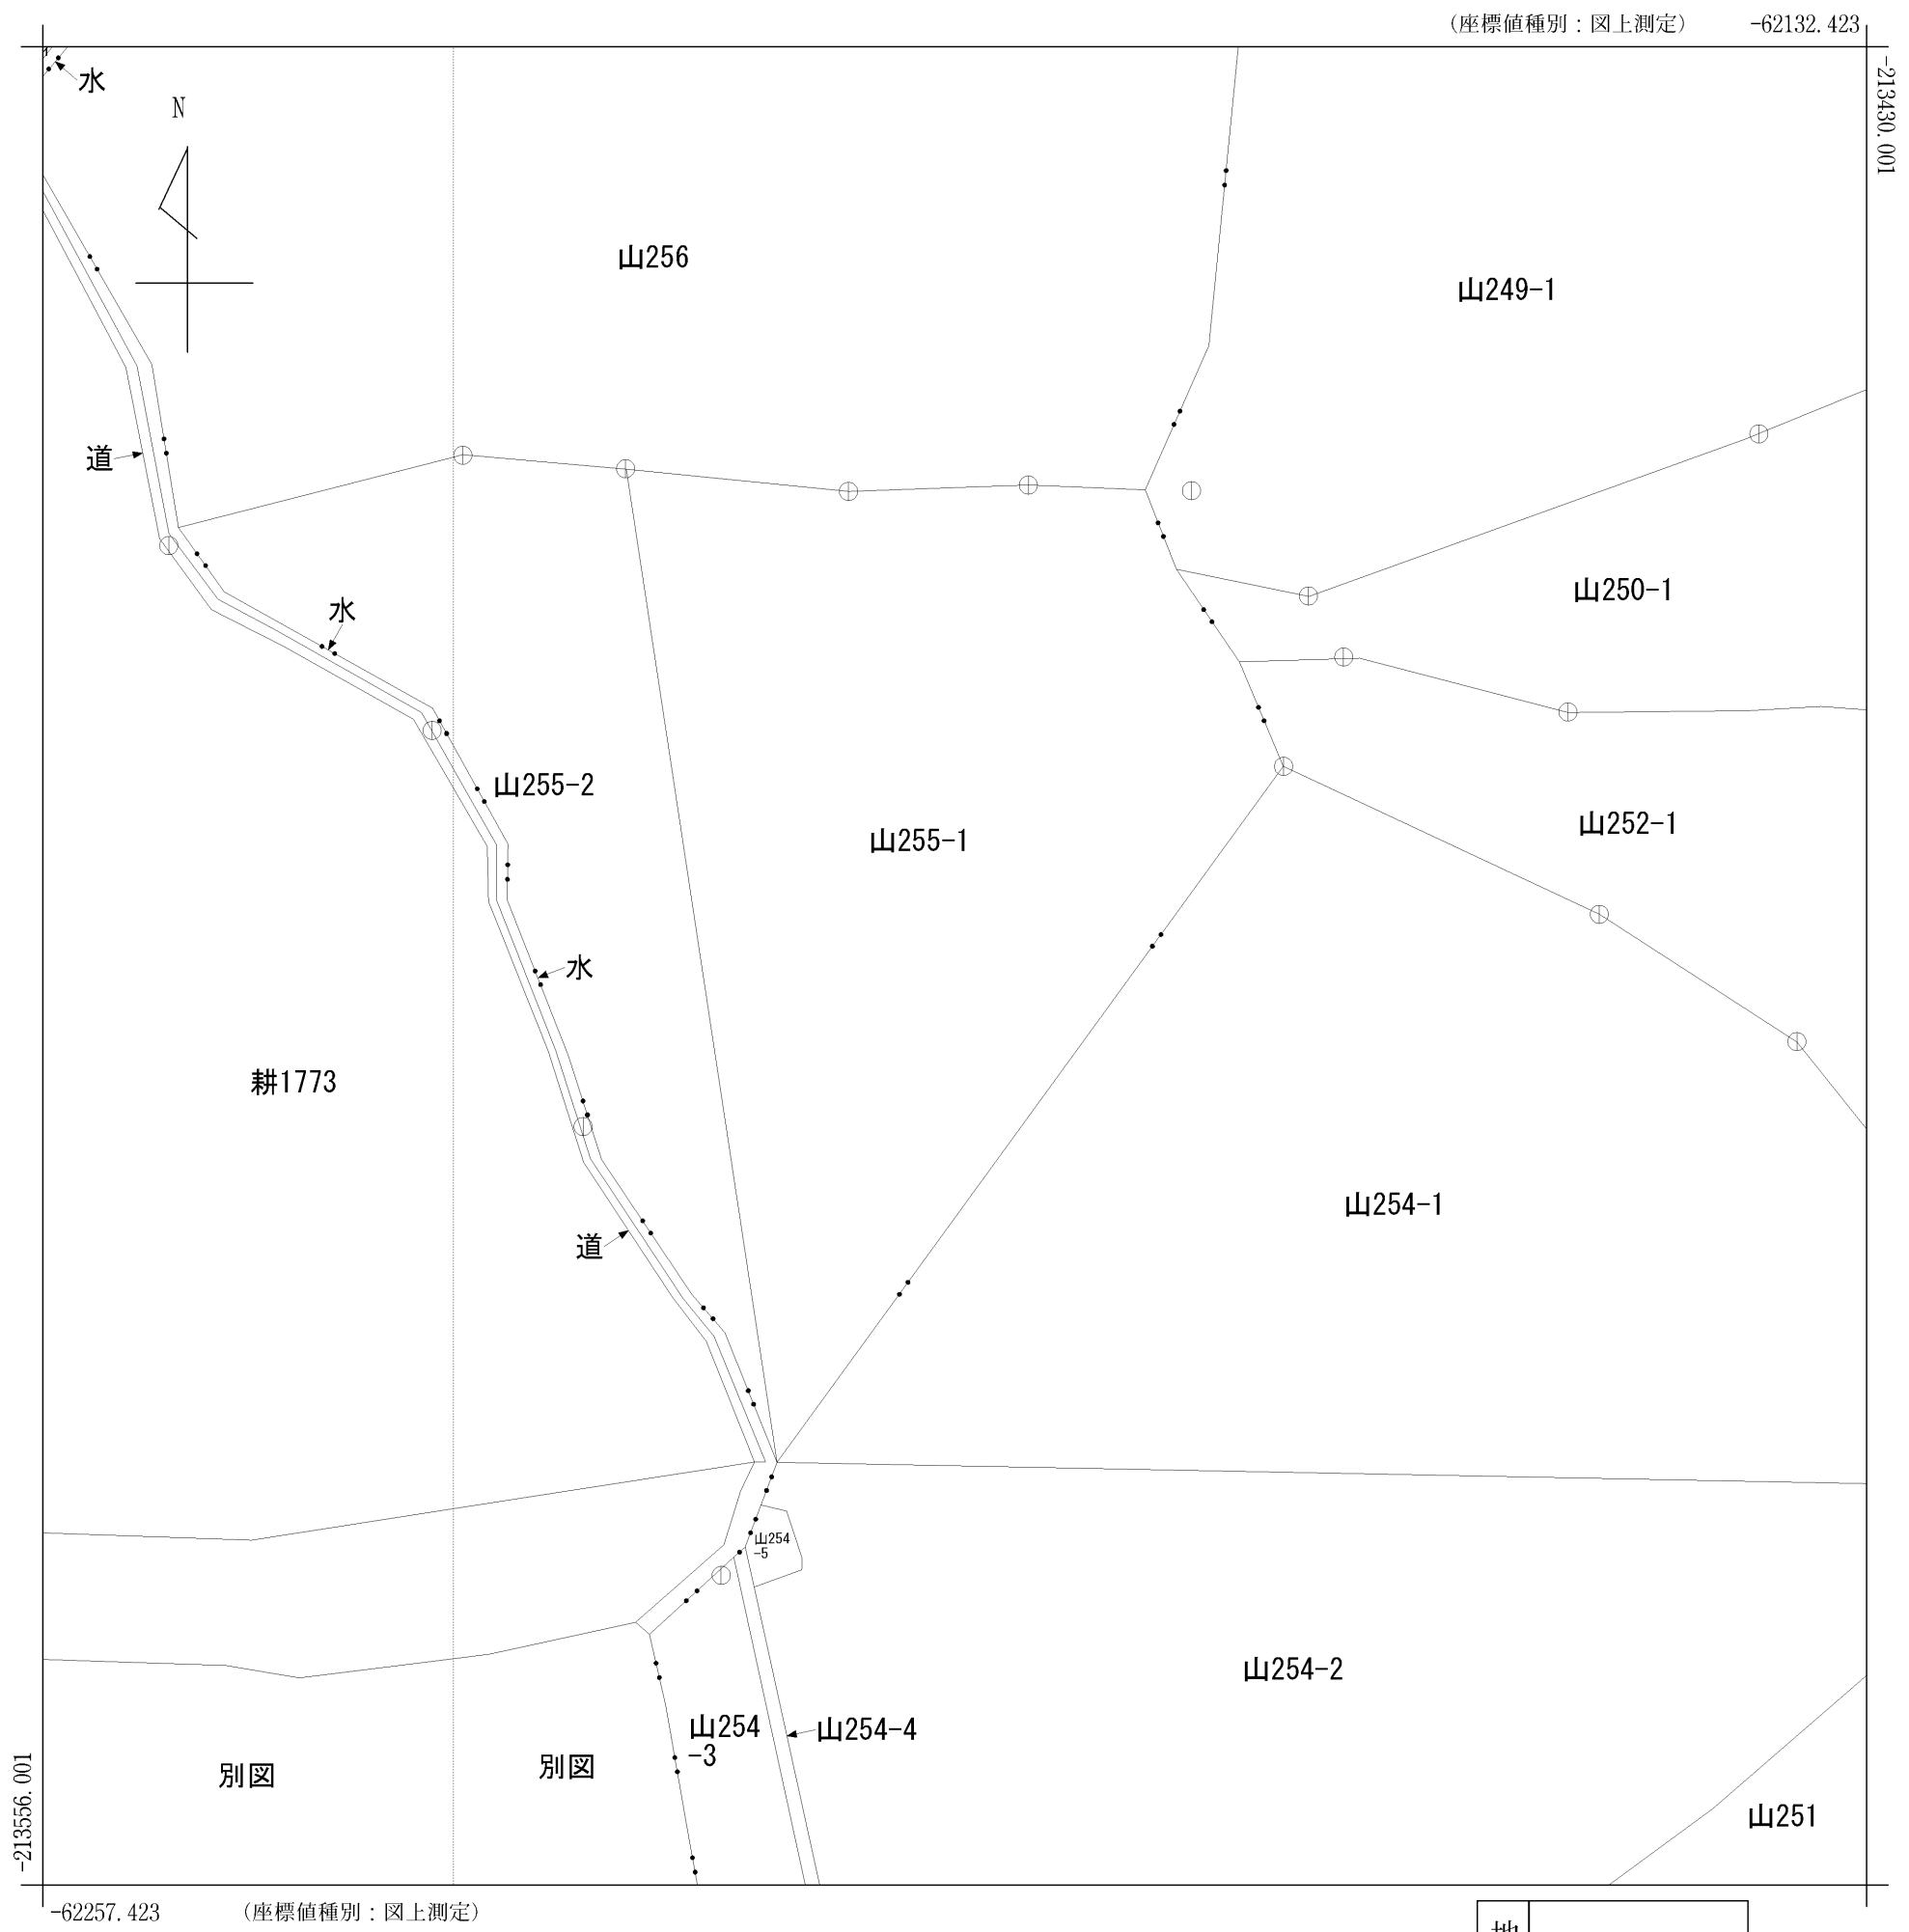 （座標値種別：図上測定） -62132.423
-213430.001
水
N
山256
山249-1
道
山250-1
水
山255-2
山252-1
山255-1
水
耕1773
山254-1
道
山254
-5
山254-2
山254
-3
山254-4
別図
別図
山251
-213556.001
-62257.423 （座標値種別：図上測定）
地